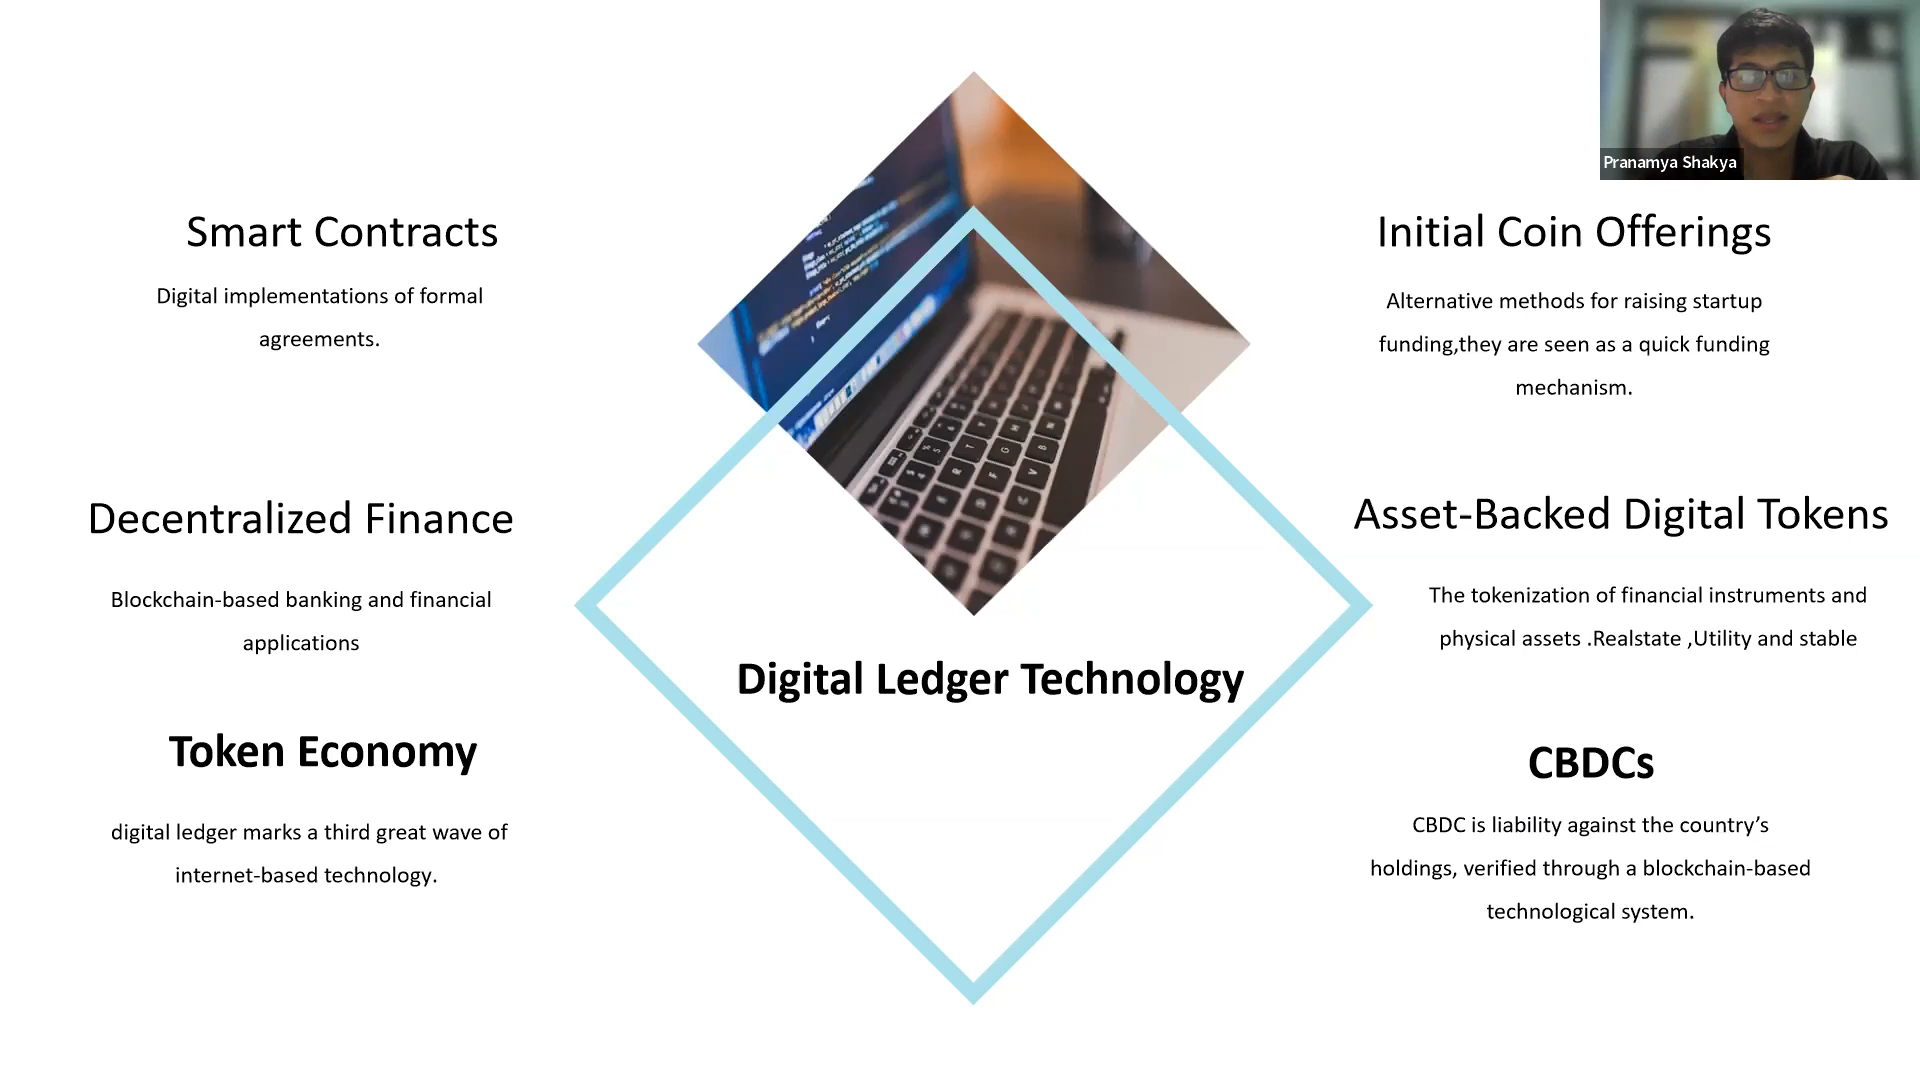 Pranamya Shakya
Smart Contracts
Digital implementations of formal
agreements.
Initial Coin Offerings
Alternative methods for raising startup
funding,they are seen as a quick funding
mechanism.
Decentralized Finance
Blockchain-based banking and financial
applications
Asset-Backed Digital Tokens
The tokenization of financial instruments and
physical assets .Realstate ,Utility and stable
Digital Ledger Technology
Token Economy
digital ledger marks a third great wave of
internet-based technology.
CBDCs
CBDC is liability against the country’s
holdings, verified through a blockchain-based
technological system.